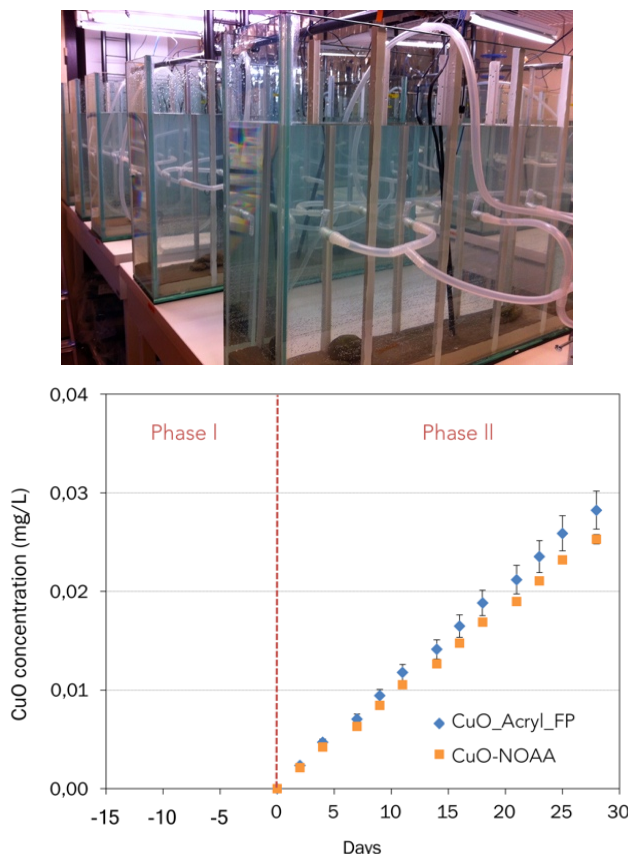 0,04
Phase I
Phase II
0,03
0,02
0,01
0,00
CuO concentration (mg/L)
CuO_Acryl_FP
CuO-NOAA
-15
-10
-5
0
5
10
15
20
25
30
Days